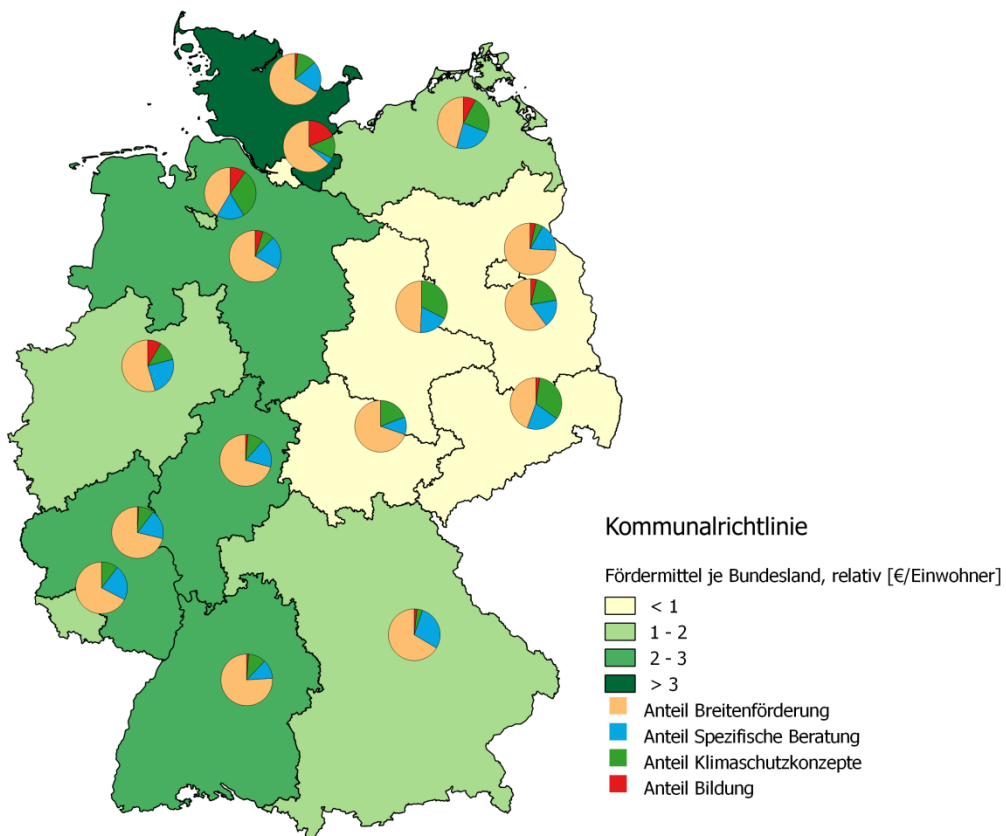 Kommunalrichtlinie
Fördermittel je Bundesland, relativ [€/Einwohner]
< 1
1 - 2
2 - 3
> 3
Anteil Breitenförderung
Anteil Spezifische Beratung
Anteil Klimaschutzkonzepte
Anteil Bildung